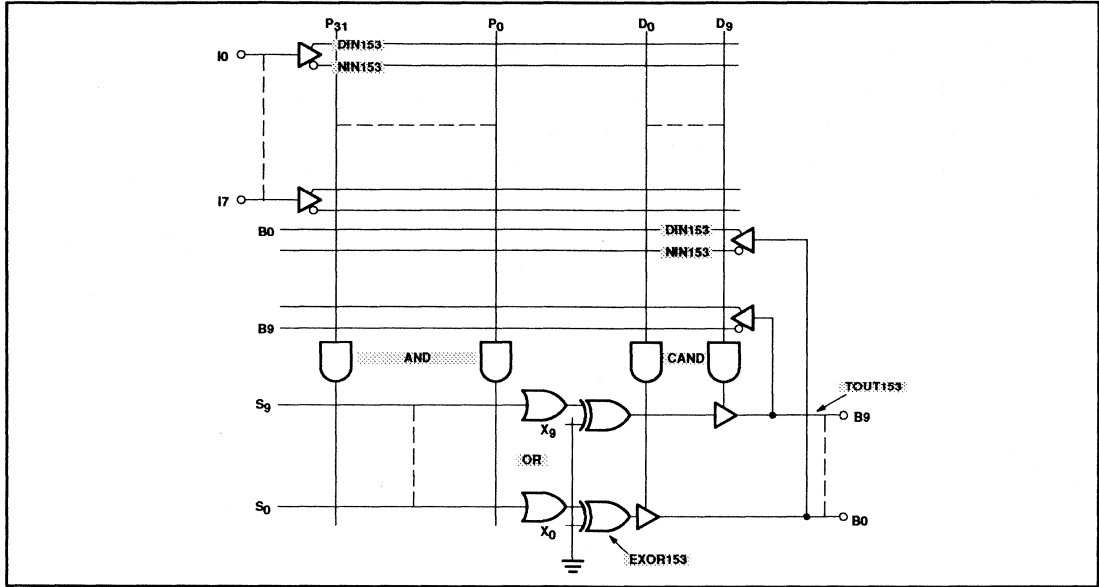 P31 P0 D0 D9
DIN153
I0
NIN153
I7
B0 DIN153
NIN153
B9
AND CAND
TOUT153
S9
B9
X9
OR
S0
B0
X0
EXOR153